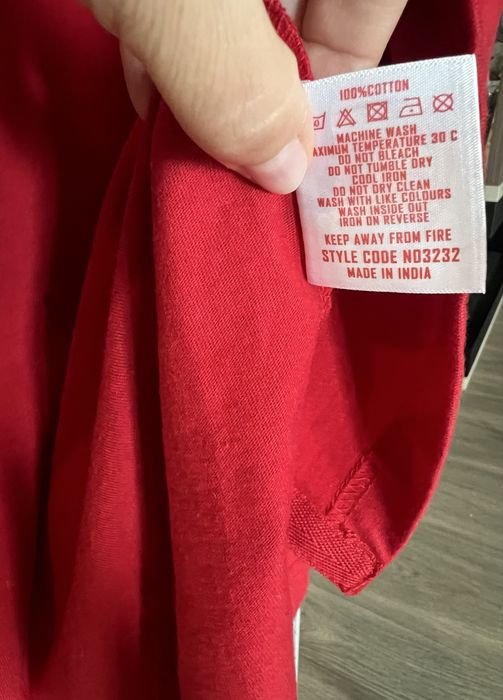 100%COTTON
MACHINE WASH
AXIMUM TEMPERATURE 30 C
DO NOT BLEACH
DO NOT TUMBLE DRY
COOL IRON
DO NOT DRY CLEAN
WASH WITH LIKE COLOURS
WASH INSIDE OUT
IRON ON REVERSE
KEEP AWAY FROM FIRE
STYLE CODE N03232
MADE IN INDIA